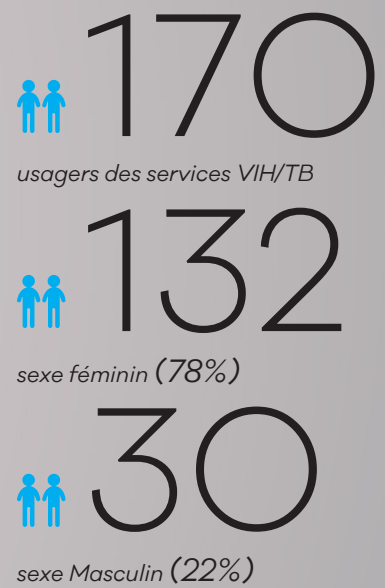 170
usagers des services VIH/TB
132
sexe féminin (78%)
30
sexe Masculin (22%)